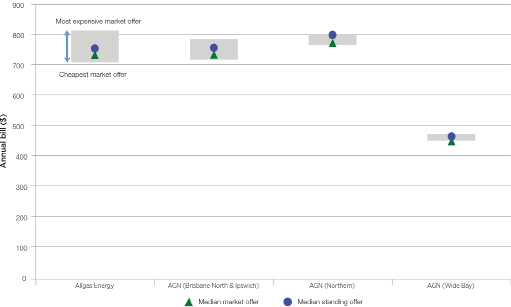 900
Most expensive market offer
800
Cheapest market offer
700
600
Annual bill ($)
500
400
300
200
100
0
Allgas Energy
AGN (Brisbane North & Ipswich)
AGN (Northern)
AGN (Wide Bay)
Median market offer
Median standing offer